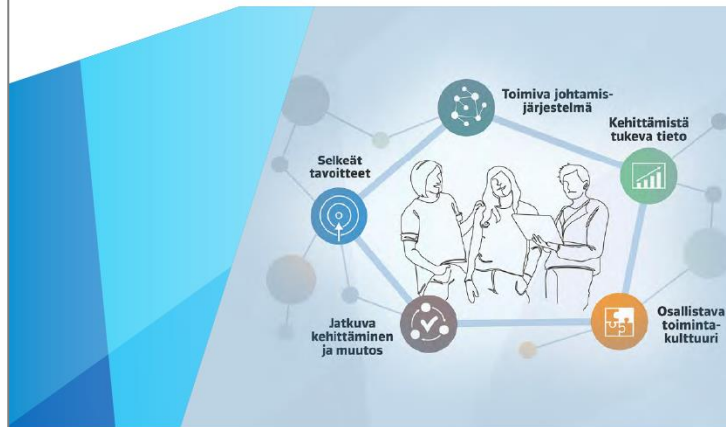 Toimiva johtamis-
järjestelmä
Kehittämistä
tukeva tieto
Selkeät
tavoitteet
Jatkuva
kehittäminen
ja muutos
Osallistava
toiminta-
kulttuuri